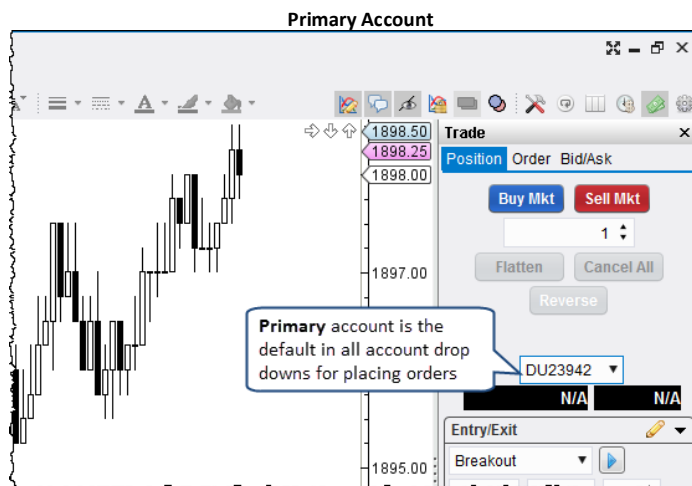 Primary Account
A
1898.50
1898.25
1898.00
1897.00
1895.00
Trade
Position Order Bid/Ask
Buy Mkt Sell Mkt
1
Flatten Cancel All
Reverse
Primary account is the
default in all account drop
downs for placing orders
DU23942
N/A N/A
Entry/Exit
Breakout